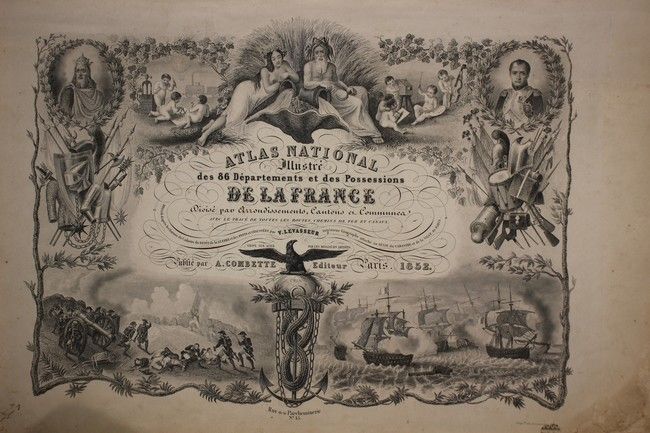 ATLAS NATIONAL
Illustré
des 86 Départements et des Possessions
DE LA FRANCE
Divisé par Arrondissements, Cantons et Communes
AVEC LE TRACÉ DE TOUTES LES ROUTES, CHEMINS DE FER ET CANAUX
par V. LEVASSEUR
Publié par A. COMBETTE Editeur Paris. 1852.
Rue de la Parcheminerie
N° 15